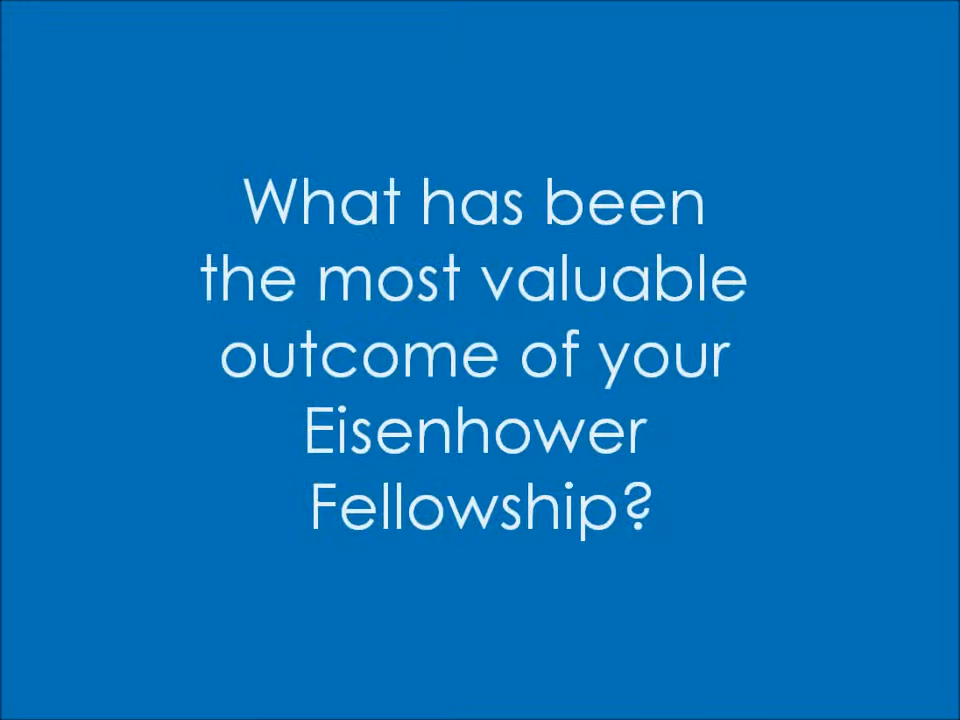 What has been
the most valuable
outcome of your
Eisenhower
Fellowship?